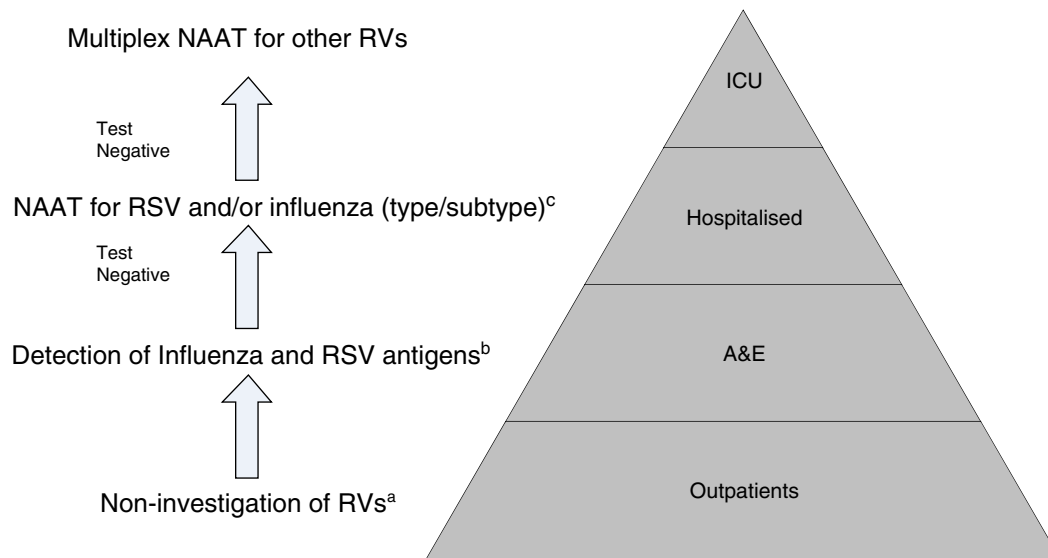 Multiplex NAAT for other RVs
Test
Negative
NAAT for RSV and/or influenza (type/subtype)ᶜ
Test
Negative
Detection of Influenza and RSV antigensᵇ
Non-investigation of RVsᵃ
ICU
Hospitalised
A&E
Outpatients